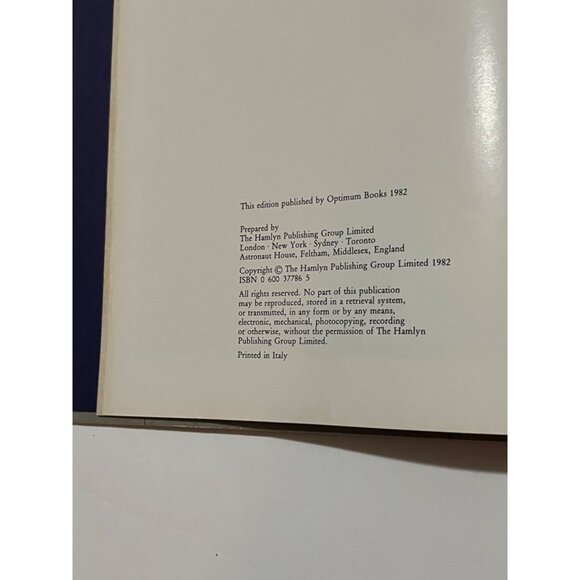 This edition published by Optimum Books 1982
Prepared by
The Hamlyn Publishing Group Limited
London · New York · Sydney · Toronto
Astronaut House, Feltham, Middlesex, England
Copyright © The Hamlyn Publishing Group Limited 1982
ISBN 0 600 37786 5
All rights reserved. No part of this publication
may be reproduced, stored in a retrieval system,
or transmitted, in any form or by any means,
electronic, mechanical, photocopying, recording
or otherwise, without the permission of The Hamlyn
Publishing Group Limited.
Printed in Italy